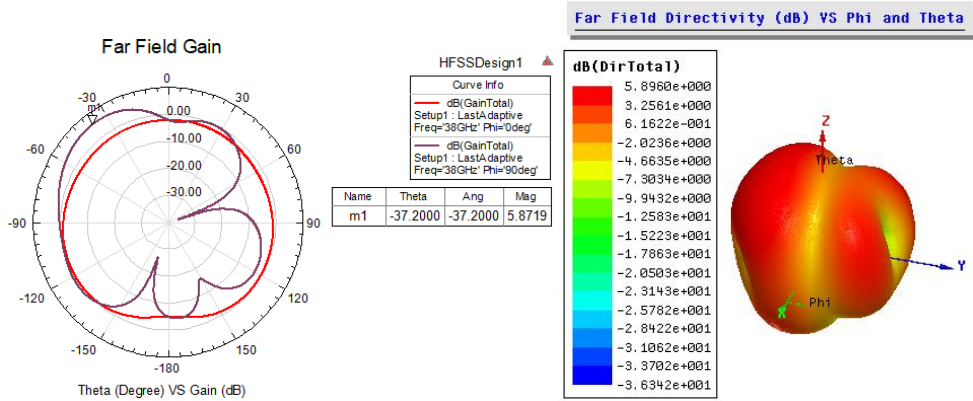 Far Field Directivity (dB) VS Phi and Theta
Far Field Gain
0
-30
30
m1
0.00
-60
60
-10.00
-20.00
-30.00
-90
90
-120
120
-150
150
-180
Theta (Degree) VS Gain (dB)
HFSSDesign1
Curve Info
dB(GainTotal)
Setup1 : LastAdaptive
Freq='38GHz' Phi='0deg'
dB(GainTotal)
Setup1 : LastAdaptive
Freq='38GHz' Phi='90deg'
Name Theta Ang Mag
m1 -37.2000 -37.2000 5.8719
dB(DirTotal)
5.8960e+000
3.2561e+000
6.1622e-001
-2.0236e+000
-4.6635e+000
-7.3034e+000
-9.9432e+000
-1.2583e+001
-1.5223e+001
-1.7863e+001
-2.0503e+001
-2.3143e+001
-2.5782e+001
-2.8422e+001
-3.1062e+001
-3.3702e+001
-3.6342e+001
Z
Theta
Y
Phi
X